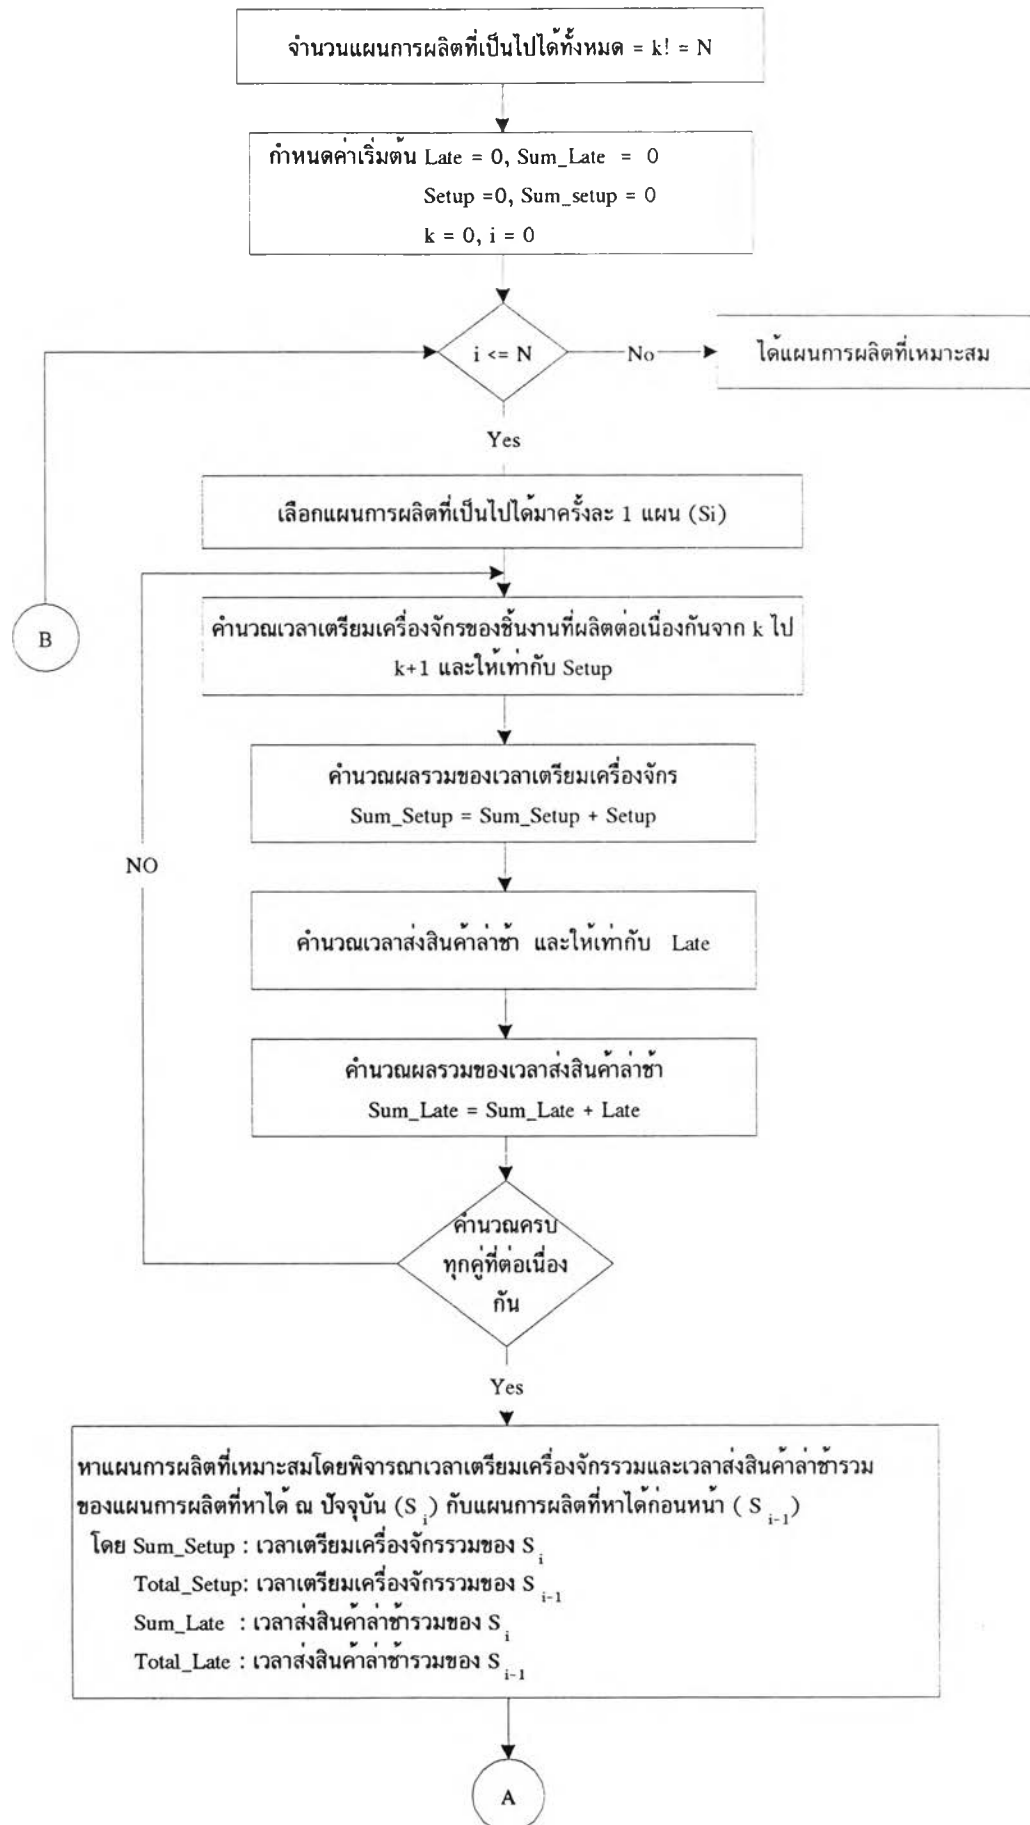 จำนวนแผนการผลิตที่เป็นไปได้ทั้งหมด = k! = N
กำหนดค่าเริ่มต้น Late = 0, Sum_Late = 0
Setup =0, Sum_setup = 0
k = 0, i = 0
i <= N
No
ได้แผนการผลิตที่เหมาะสม
Yes
เลือกแผนการผลิตที่เป็นไปได้มาครั้งละ 1 แผน (Si)
B
คำนวณเวลาเตรียมเครื่องจักรของชิ้นงานที่ผลิตต่อเนื่องกันจาก k ไป
k+1 และให้เท่ากับ Setup
คำนวณผลรวมของเวลาเตรียมเครื่องจักร
Sum_Setup = Sum_Setup + Setup
NO
คำนวณเวลาส่งสินค้าล่าช้า และให้เท่ากับ Late
คำนวณผลรวมของเวลาส่งสินค้าล่าช้า
Sum_Late = Sum_Late + Late
คำนวณครบ
ทุกคู่ที่ต่อเนื่อง
กัน
Yes
หาแผนการผลิตที่เหมาะสมโดยพิจารณาเวลาเตรียมเครื่องจักรรวมและเวลาส่งสินค้าล่าช้ารวม
ของแผนการผลิตที่หาได้ ณ ปัจจุบัน (S i) กับแผนการผลิตที่หาได้ก่อนหน้า ( S i-1)
โดย Sum_Setup : เวลาเตรียมเครื่องจักรรวมของ S i
Total_Setup: เวลาเตรียมเครื่องจักรรวมของ S i-1
Sum_Late : เวลาส่งสินค้าล่าช้ารวมของ S i
Total_Late : เวลาส่งสินค้าล่าช้ารวมของ S i-1
A